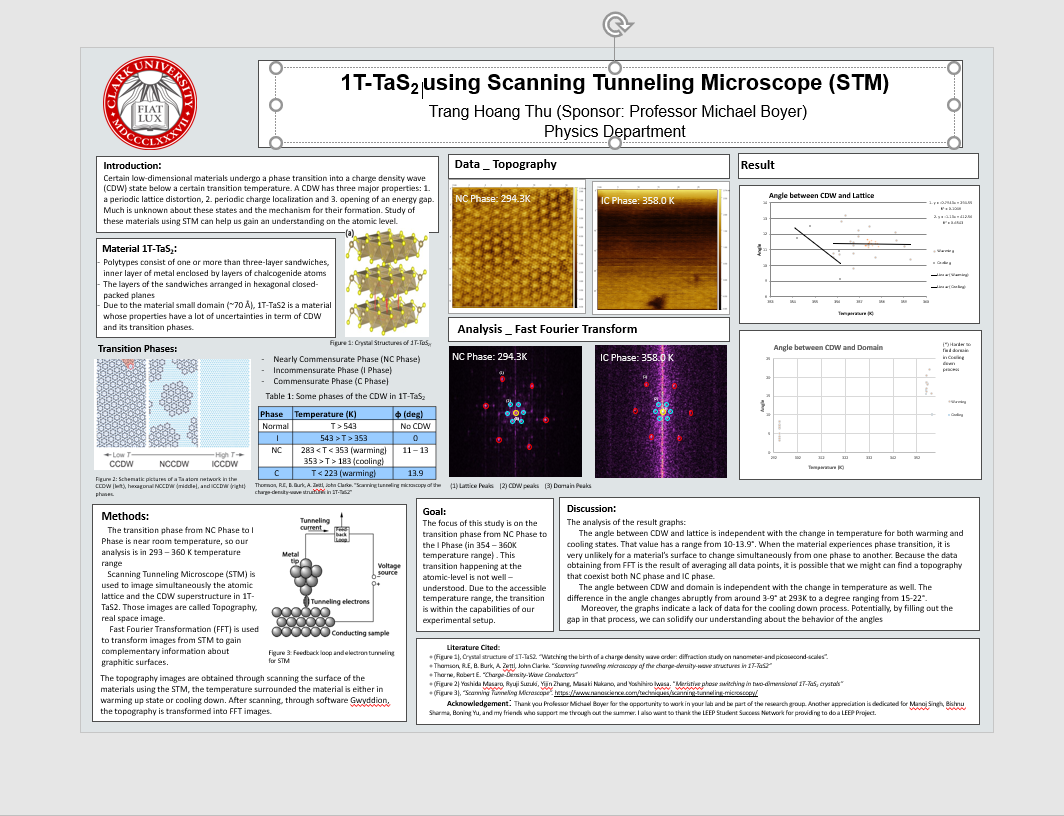 CLARK UNIVERSITY
FIAT
LUX
MDCCCLXXXVII
1T-TaS2 using Scanning Tunneling Microscope (STM)
Trang Hoang Thu (Sponsor: Professor Michael Boyer)
Physics Department
Introduction:
Certain low-dimensional materials undergo a phase transition into a charge density wave
(CDW) state below a certain transition temperature. A CDW has three major properties: 1.
a periodic lattice distortion, 2. periodic charge localization and 3. opening of an energy gap.
Much is unknown about these states and the mechanism for their formation. Study of
these materials using STM can help us gain an understanding on the atomic level.
Material 1T-TaS2:
- Polytypes consist of one or more than three-layer sandwiches,
inner layer of metal enclosed by layers of chalcogenide atoms
- The layers of the sandwiches arranged in hexagonal closed-
packed planes
- Due to the material small domain (~70 Å), 1T-TaS2 is a material
whose properties have a lot of uncertainties in term of CDW
and its transition phases.
(a)
Figure 1: Crystal Structures of 1T-TaS2
Transition Phases:
Low T
High T
CCDW
NCCDW
ICCDW
Figure 2: Schematic pictures of a Ta atom network in the
CCDW (left), hexagonal NCCDW (middle), and ICCDW (right)
phases.
- Nearly Commensurate Phase (NC Phase)
- Incommensurate Phase (I Phase)
- Commensurate Phase (C Phase)
Table 1: Some phases of the CDW in 1T-TaS2
Phase Temperature (K) ϕ (deg)
Normal T > 543 No CDW
I 543 > T > 353 0
NC 283 < T < 353 (warming) 11 – 13
353 > T > 183 (cooling)
C T < 223 (warming) 13.9
Thomson, R.E, B. Burk, A. Zettl, John Clarke. "Scanning tunneling microscopy of the
charge-density-wave structures in 1T-TaS2"
Methods:
The transition phase from NC Phase to I
Phase is near room temperature, so our
analysis is in 293 – 360 K temperature
range
Scanning Tunneling Microscope (STM) is
used to image simultaneously the atomic
lattice and the CDW superstructure in 1T-
TaS2. Those images are called Topography,
real space image.
Fast Fourier Transformation (FFT) is used
to transform images from STM to gain
complementary information about
graphitic surfaces.
The topography images are obtained through scanning the surface of the
materials using the STM, the temperature surrounded the material is either in
warming up state or cooling down. After scanning, through software Gwyddion,
the topography is transformed into FFT images.
Tunneling
current
Feed-
back
Loop
Metal
tip
Voltage
source
Tunneling electrons
Conducting sample
Figure 3: Feedback loop and electron tunneling
for STM
Data _ Topography
NC Phase: 294.3K
IC Phase: 358.0 K
Analysis _ Fast Fourier Transform
NC Phase: 294.3K
IC Phase: 358.0 K
(1) Lattice Peaks (2) CDW peaks (3) Domain Peaks
Goal:
The focus of this study is on the
transition phase from NC Phase to
the I Phase (in 354 – 360K
temperature range) . This
transition happening at the
atomic-level is not well –
understood. Due to the accessible
temperature range, the transition
is within the capabilities of our
experimental setup.
Result
Angle between CDW and Lattice
Angle
Temperature (K)
Warming
Cooling
Linear (Warming)
Linear (Cooling)
Angle between CDW and Domain
Angle
Temperature (K)
(*) Harder to
find domain
in Cooling
down
process
Warming
Cooling
Discussion:
The analysis of the result graphs:
The angle between CDW and lattice is independent with the change in temperature for both warming and
cooling states. That value has a range from 10-13.9°. When the material experiences phase transition, it is
very unlikely for a material's surface to change simultaneously from one phase to another. Because the data
obtaining from FFT is the result of averaging all data points, it is possible that we might can find a topography
that coexist both NC phase and IC phase.
The angle between CDW and domain is independent with the change in temperature as well. The
difference in the angle changes abruptly from around 3-9° at 293K to a degree ranging from 15-22°.
Moreover, the graphs indicate a lack of data for the cooling down process. Potentially, by filling out the
gap in that process, we can solidify our understanding about the behavior of the angles
Literature Cited:
(Figure 1), Crystal structure of 1T-TaS2. "Watching the birth of a charge density wave order: diffraction study on nanometer-and picosecond-scales".
Thomson, R.E, B. Burk, A. Zettl, John Clarke. "Scanning tunneling microscopy of the charge-density-wave structures in 1T-TaS2"
Thorne, Robert E. "Charge-Density-Wave Conductors"
(Figure 2) Yoshida Masaro, Ryuji Suzuki, Yijin Zhang, Masaki Nakano, and Yoshihiro Iwasa. "Meristive phase switching in two-dimensional 1T-TaS2 crystals"
(Figure 3), "Scanning Tunneling Microscope". https://www.nanoscience.com/techniques/scanning-tunneling-microscopy/
Acknowledgement: Thank you Professor Michael Boyer for the opportunity to work in your lab and be part of the research group. Another appreciation is dedicated for Manoj Singh, Bishnu
Sharma, Boning Yu, and my friends who support me through out the summer. I also want to thank the LEEP Student Success Network for providing to do a LEEP Project.